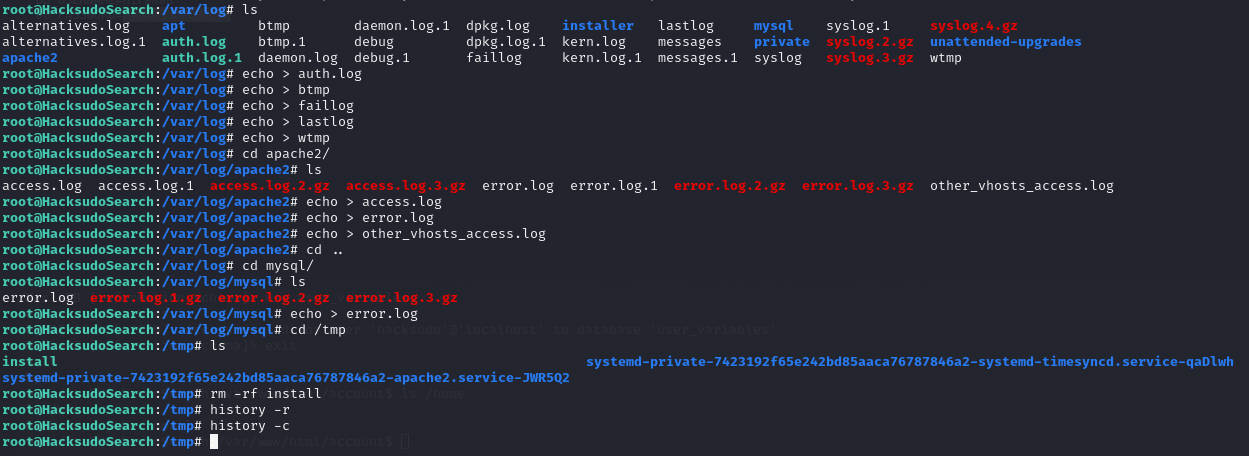 root@HacksudoSearch:/var/log# ls
alternatives.log apt btmp daemon.log.1 dpkg.log installer lastlog mysql syslog.1 syslog.4.gz
alternatives.log.1 auth.log btmp.1 debug dpkg.log.1 kern.log messages private syslog.2.gz unattended-upgrades
apache2 auth.log.1 daemon.log debug.1 faillog kern.log.1 messages.1 syslog syslog.3.gz wtmp
root@HacksudoSearch:/var/log# echo > auth.log
root@HacksudoSearch:/var/log# echo > btmp
root@HacksudoSearch:/var/log# echo > faillog
root@HacksudoSearch:/var/log# echo > lastlog
root@HacksudoSearch:/var/log# echo > wtmp
root@HacksudoSearch:/var/log# cd apache2/
root@HacksudoSearch:/var/log/apache2# ls
access.log access.log.1 access.log.2.gz access.log.3.gz error.log error.log.1 error.log.2.gz error.log.3.gz other_vhosts_access.log
root@HacksudoSearch:/var/log/apache2# echo > access.log
root@HacksudoSearch:/var/log/apache2# echo > error.log
root@HacksudoSearch:/var/log/apache2# echo > other_vhosts_access.log
root@HacksudoSearch:/var/log/apache2# cd ..
root@HacksudoSearch:/var/log# cd mysql/
root@HacksudoSearch:/var/log/mysql# ls
error.log error.log.1.gz error.log.2.gz error.log.3.gz
root@HacksudoSearch:/var/log/mysql# echo > error.log
root@HacksudoSearch:/var/log/mysql# cd /tmp
root@HacksudoSearch:/tmp# ls
install systemd-private-7423192f65e242bd85aaca76787846a2-systemd-timesyncd.service-qaDlwh
systemd-private-7423192f65e242bd85aaca76787846a2-apache2.service-JWR5Q2
root@HacksudoSearch:/tmp# rm -rf install
root@HacksudoSearch:/tmp# history -r
root@HacksudoSearch:/tmp# history -c
root@HacksudoSearch:/tmp#